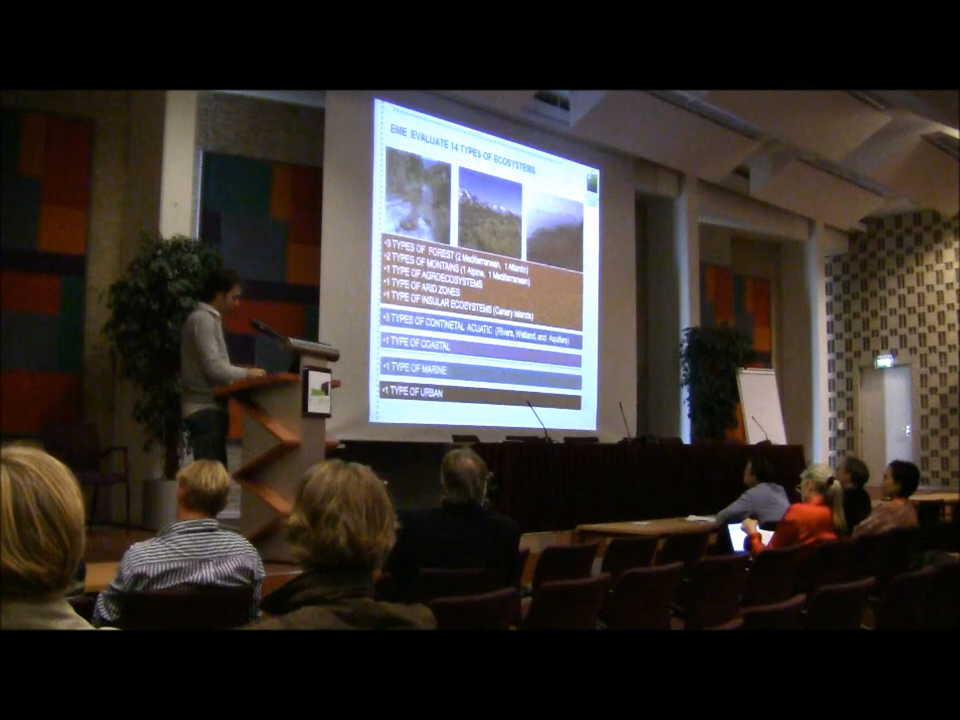 EME EVALUATE 14 TYPES OF ECOSYSTEMS
•3 TYPES OF FOREST (2 Mediterranean, 1 Atlantic)
•2 TYPES OF MONTAINS (1 Alpine, 1 Mediterranean)
•1 TYPE OF AGROECOSYSTEMS
•1 TYPE OF ARID ZONES
•1 TYPE OF INSULAR ECOSYSTEMS (Canary Islands)
•3 TYPES OF CONTINETAL ACUATIC (Rivers, Wetland, and Aquifers)
•1 TYPE OF COASTAL
•1 TYPE OF MARINE
•1 TYPE OF URBAN